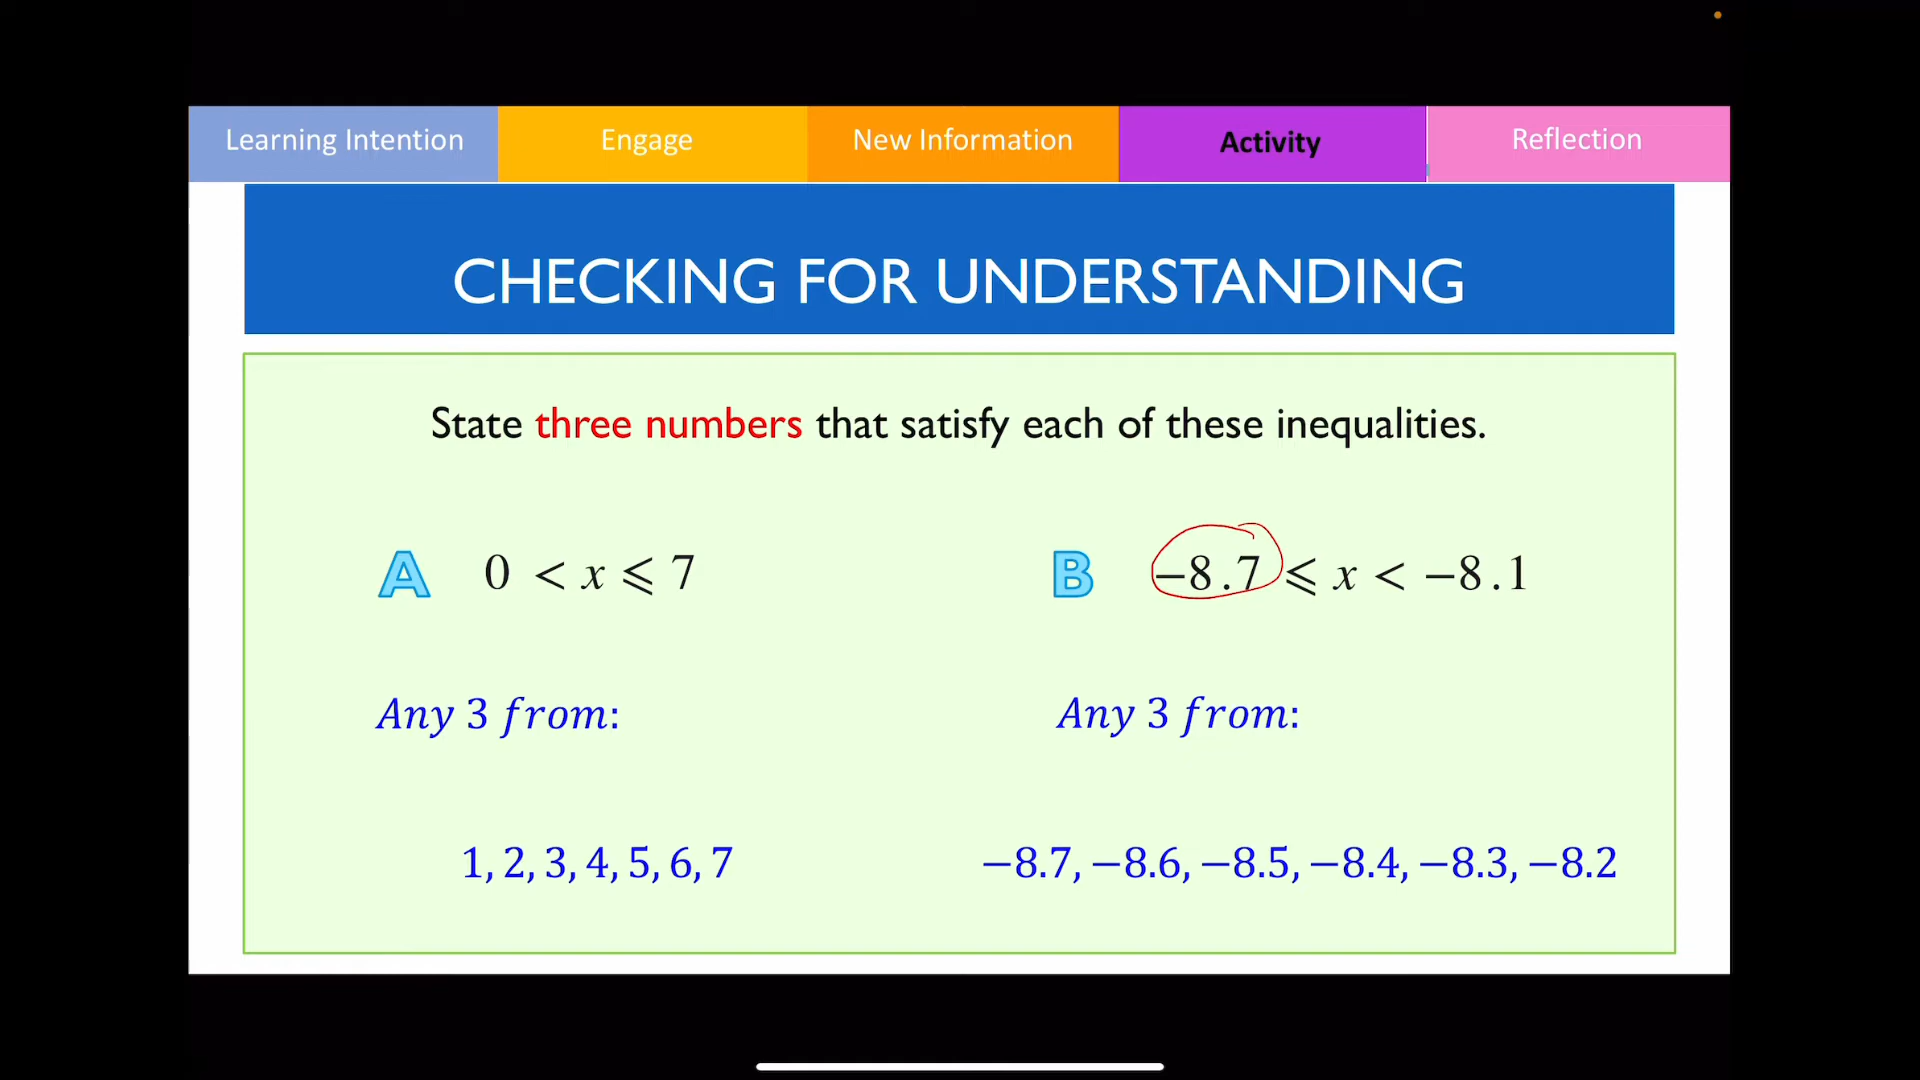 Learning Intention Engage New Information Activity Reflection
CHECKING FOR UNDERSTANDING
State three numbers that satisfy each of these inequalities.
A 0 < x ⩽ 7 B −8.7 ⩽ x < −8.1
Any 3 from: Any 3 from:
1, 2, 3, 4, 5, 6, 7 −8.7, −8.6, −8.5, −8.4, −8.3, −8.2